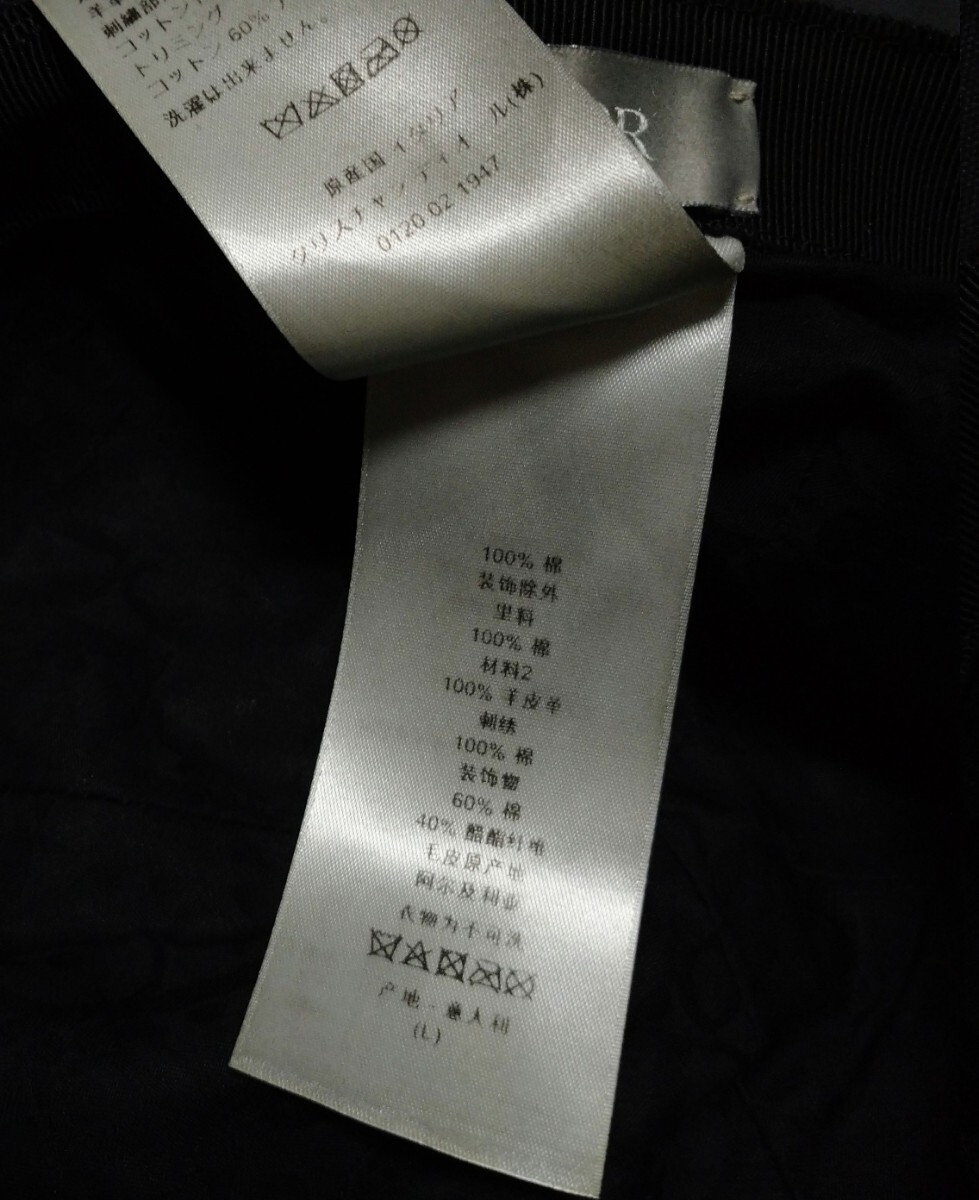 刺繍部
コットン
トリミング
コットン 60%
洗濯は出来ません。
原産国 イタリア
クリスチャン ディオール(株)
0120 02 1947
OR
100% 棉
装饰除外
里料
100% 棉
材料2
100% 羊皮羊
刺绣
100% 棉
装饰物
60% 棉
40% 醋酯纤维
毛皮原产地
阿尔及利亚
衣物为不可洗
产地 - 意大利
(L)